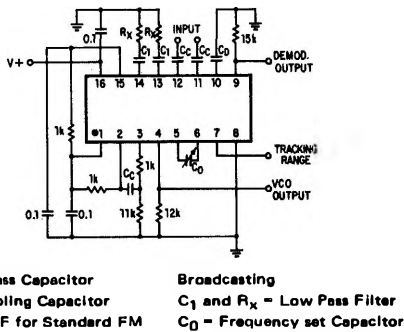 INPUT
0.1
Rx
Rx
15k
C1
C1
CC
CC
CD
V+
DEMOD. OUTPUT
16 15 14 13 12 11 10 9
1k
1 2 3 4 5 6 7 8
1k
TRACKING RANGE
CO
CC
1k
VCO OUTPUT
0.1
0.1
11k
12k
ass Capacitor
pling Capacitor
F for Standard FM
Broadcasting
C1 and RX = Low Pass Filter
C0 = Frequency set Capacitor